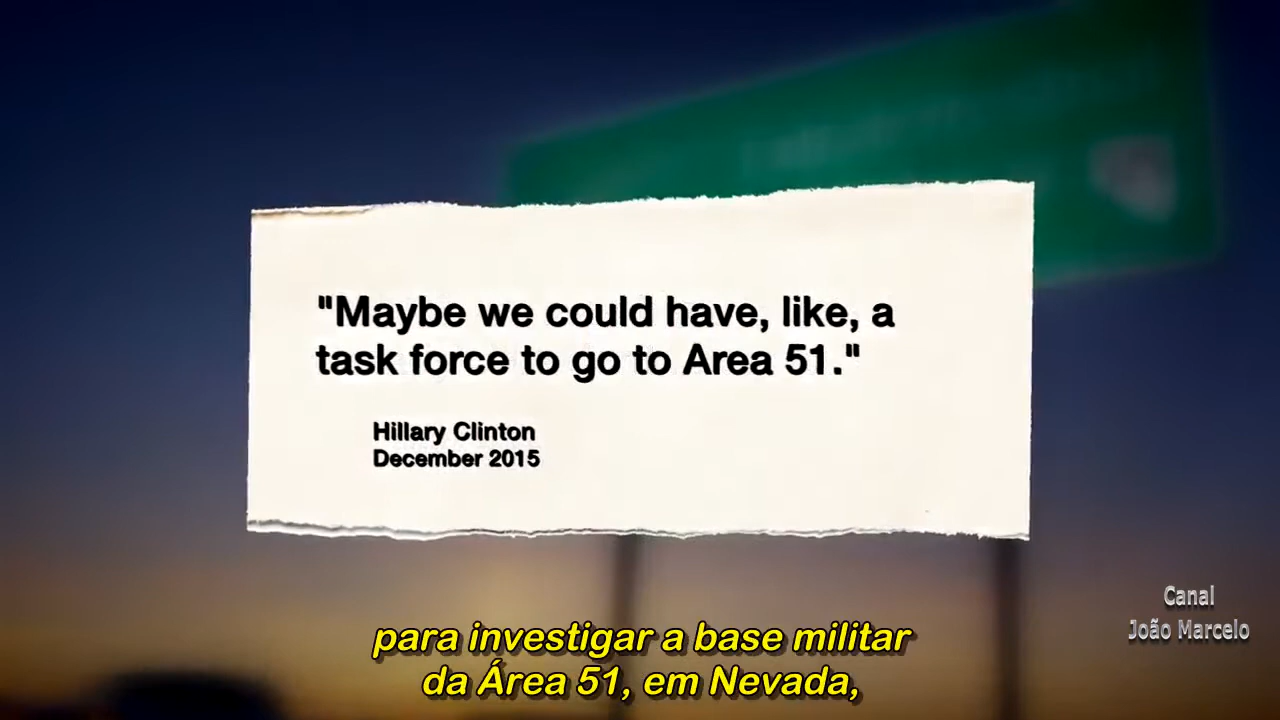 "Maybe we could have, like, a
task force to go to Area 51."
Hillary Clinton
December 2015
Canal
João Marcelo
para investigar a base militar
da Área 51, em Nevada,